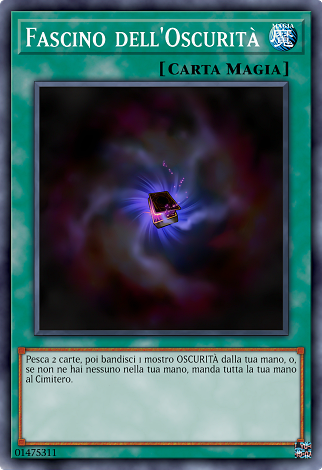 Fascino dell'Oscurità
MAGIA
魔
[Carta Magia]
Pesca 2 carte, poi bandisci 1 mostro OSCURITÀ dalla tua mano, o,
se non ne hai nessuno nella tua mano, manda tutta la tua mano
al Cimitero.
01475311